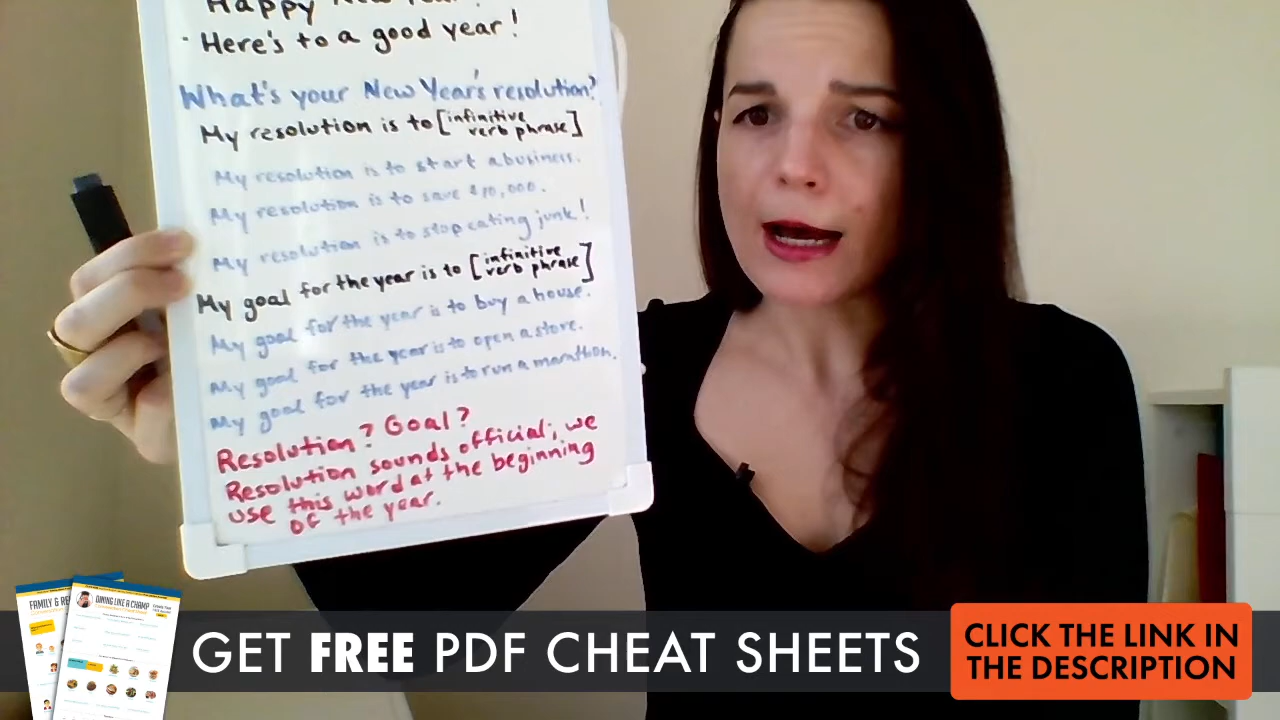 Happy New Year!
· Here's to a good year!
What's your New Year's resolution?
My resolution is to [infinitive verb phrase]
My resolution is to start a business.
My resolution is to save $10,000.
My resolution is to stop eating junk!
My goal for the year is to [infinitive verb phrase]
My goal for the year is to buy a house.
My goal for the year is to open a store.
My goal for the year is to run a marathon.
Resolution? Goal?
Resolution sounds official; we
use this word at the beginning
of the year.
FAMILY & RE
DINING LIKE A CHAMP
GET FREE PDF CHEAT SHEETS
CLICK THE LINK IN
THE DESCRIPTION